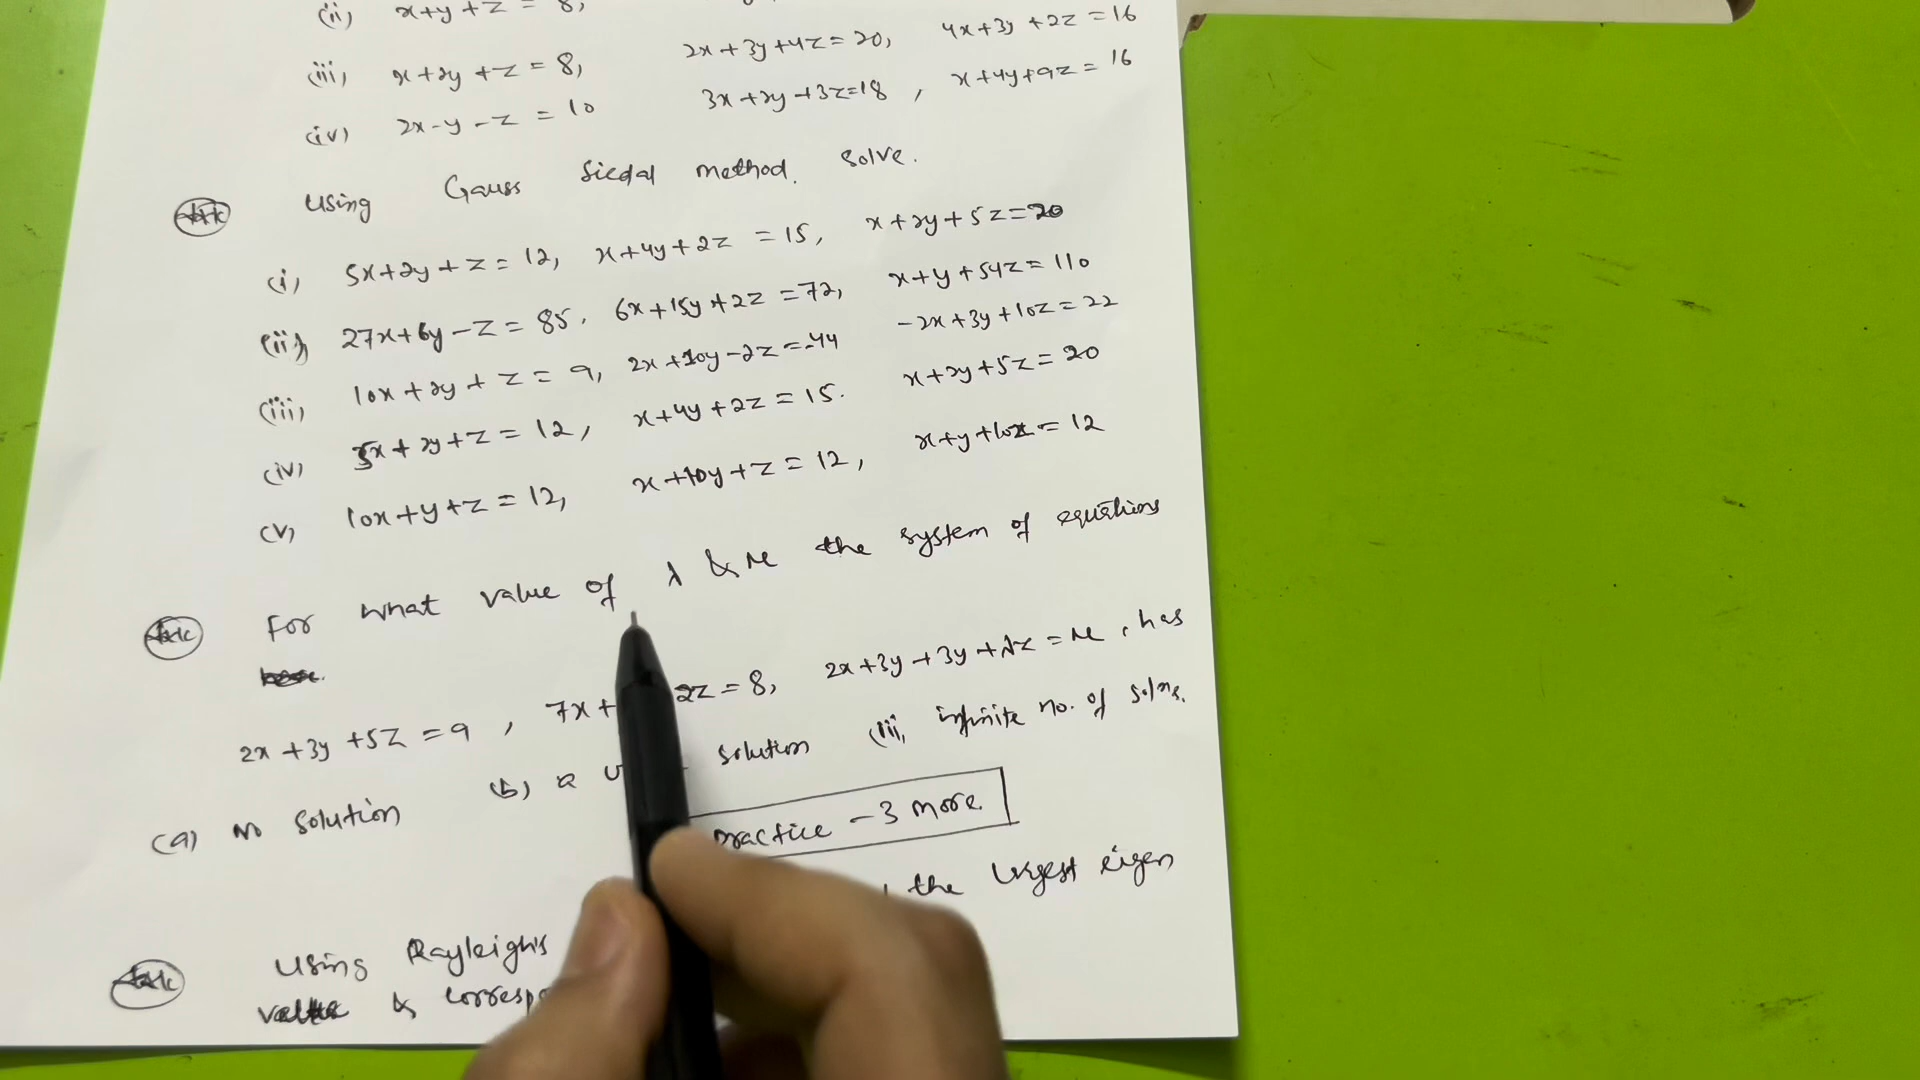 (ii) x+y+z = 8,
(iii) x+2y+z = 8, 2x+3y+4z=20, 4x+3y+2z=16
(iv) 2x-y-z = 10 3x+2y+3z=18, x+4y+9z=16
Using Gauss Siedal method. solve.
(i) 5x+2y+z=12, x+4y+2z=15, x+2y+5z=20
(ii) 27x+6y-z=85, 6x+15y+2z=72, x+y+54z=110
(iii) 10x+2y+z=9, 2x+20y-2z=-44 -2x+3y+10z=22
(iv) 5x+2y+z=12, x+4y+2z=15. x+2y+5z=20
(v) 10x+y+z=12, x+10y+z=12, x+y+10z=12
For what value of λ & μ the system of equations
2x+3y+5z=9, 7x+ 2z=8, 2x+3y+3y+λz=μ, has
(a) no solution (b) a solution (iii, infinite no. of solns.
practice - 3 more.
Using Rayleigh's the largest eigen
value &